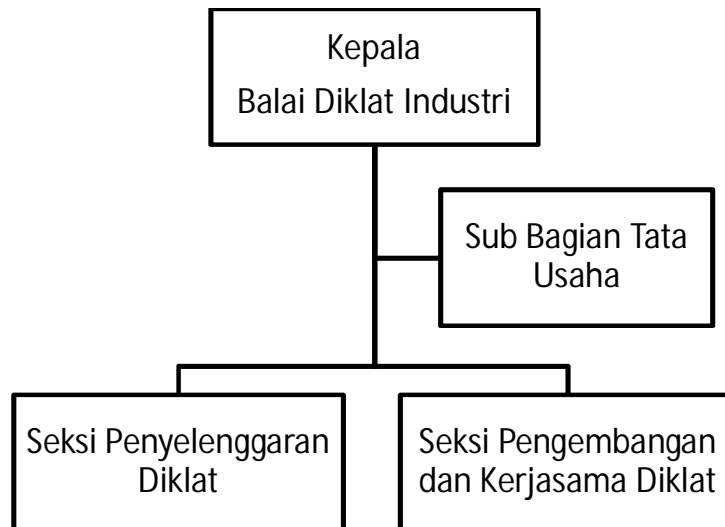 Kepala
Balai Diklat Industri
Sub Bagian Tata
Usaha
Seksi Penyelenggaran
Diklat
Seksi Pengembangan
dan Kerjasama Diklat